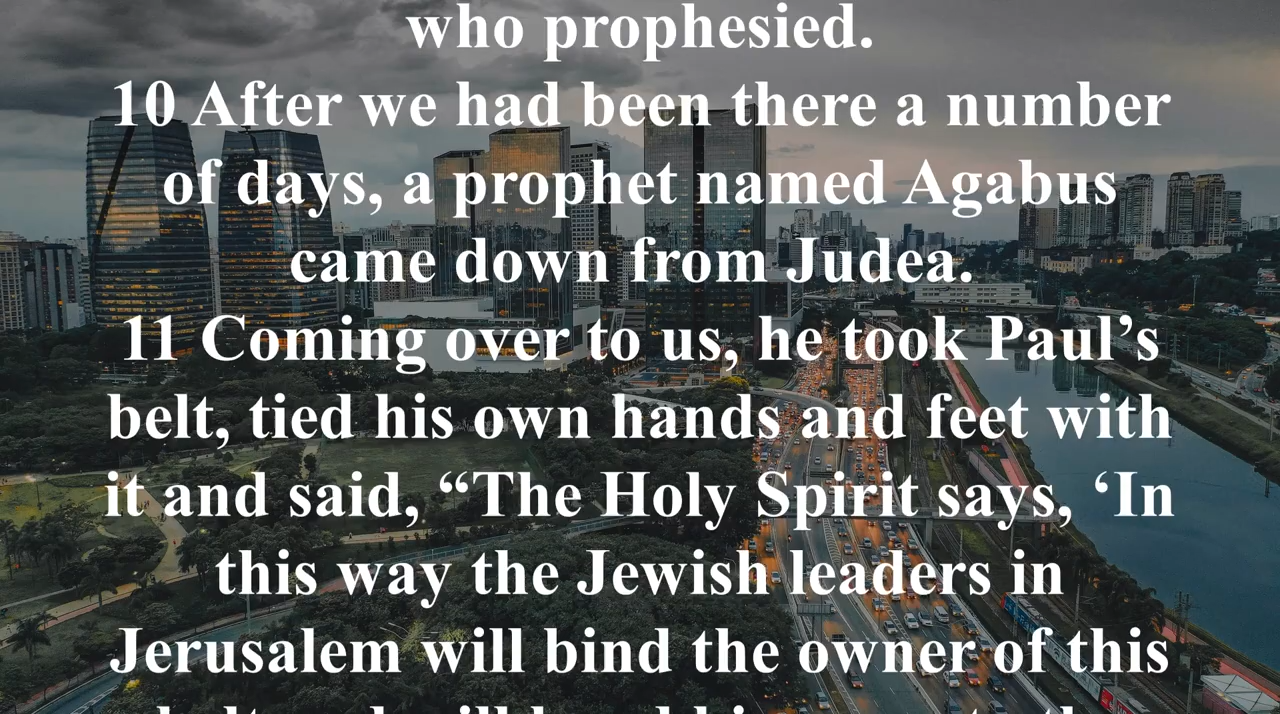 who prophesied.
10 After we had been there a number
of days, a prophet named Agabus
came down from Judea.
11 Coming over to us, he took Paul’s
belt, tied his own hands and feet with
it and said, “The Holy Spirit says, ‘In
this way the Jewish leaders in
Jerusalem will bind the owner of this